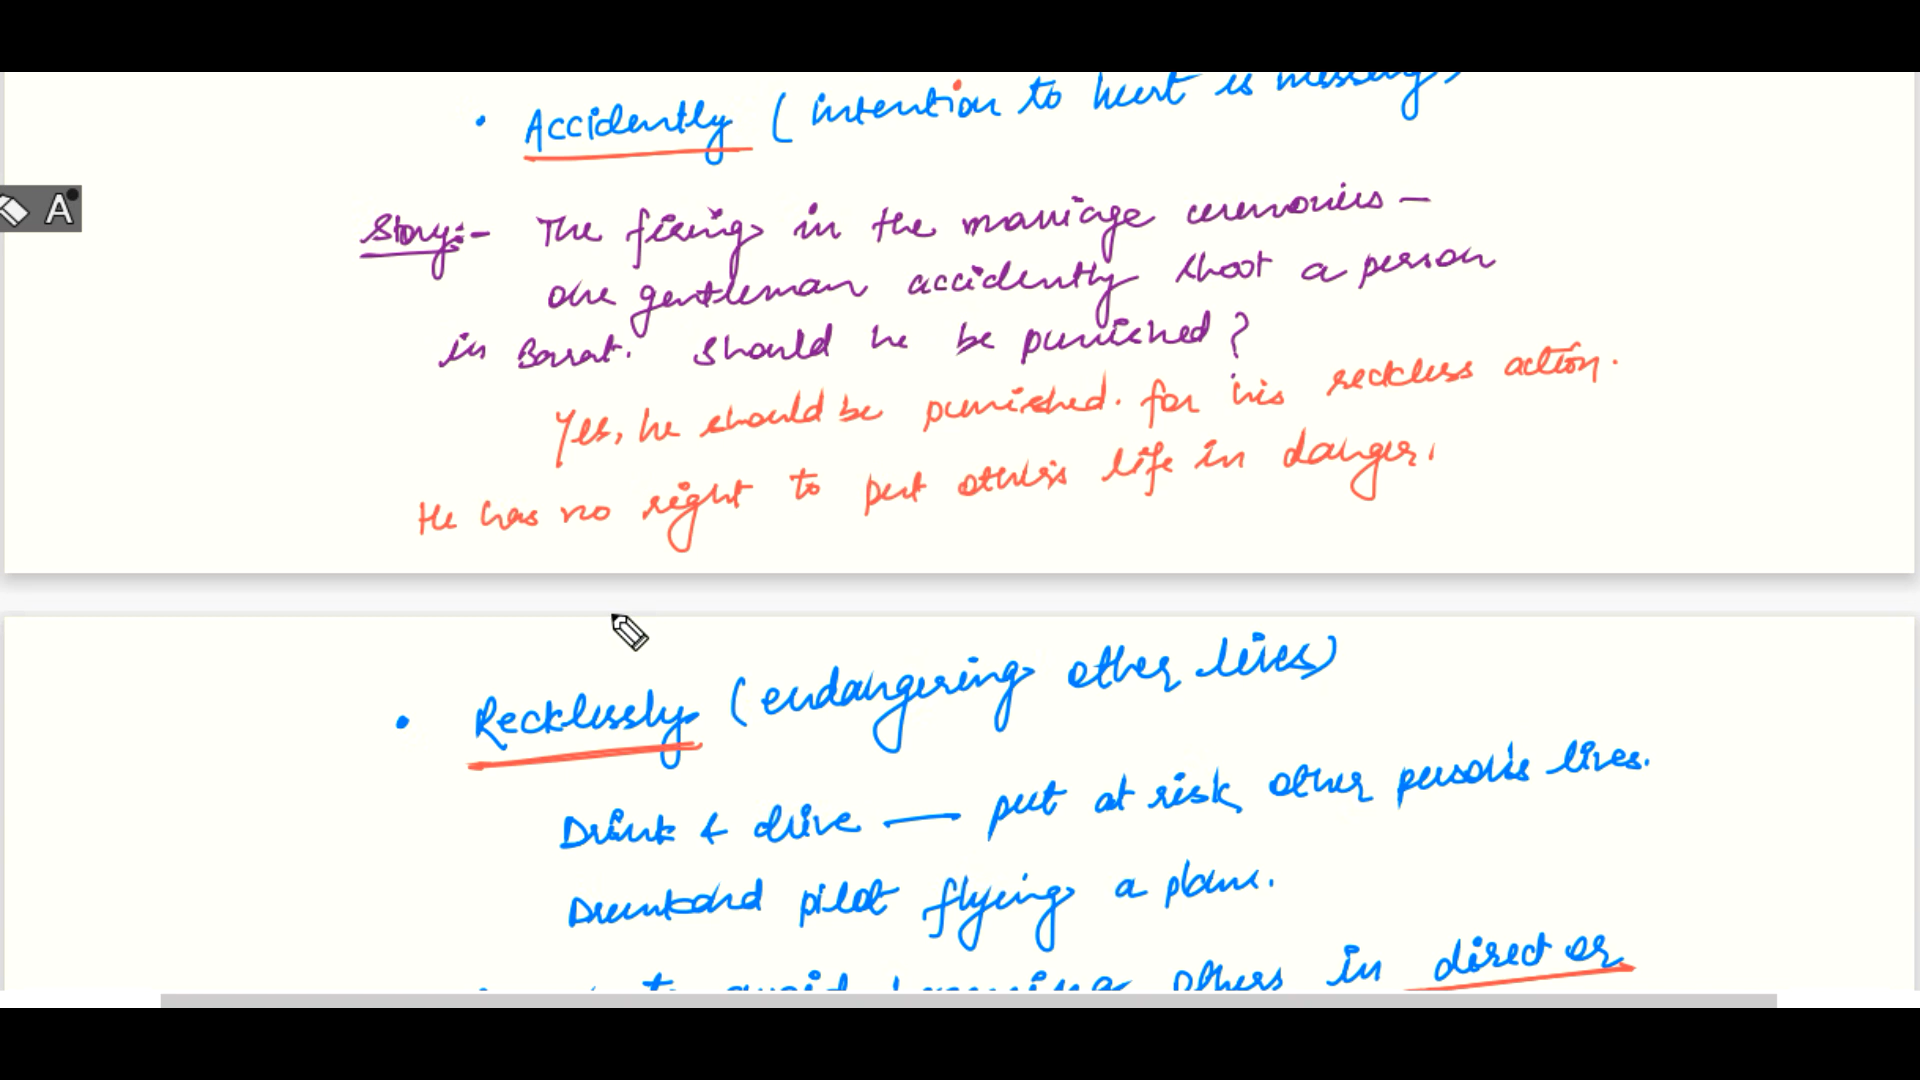 • Accidently (intention to hurt is missing)
Story:- The firing in the marriage ceremonies -
one gentleman accidently shoot a person
in Barat. Should he be punished?
Yes, he should be punished. for his reckless action.
He has no right to put other's life in danger.
• Recklessly (endangering other lives)
Drink & drive — put at risk other person's lives.
Drunkard pilot flying a plane.
to avoid others in direct or
A